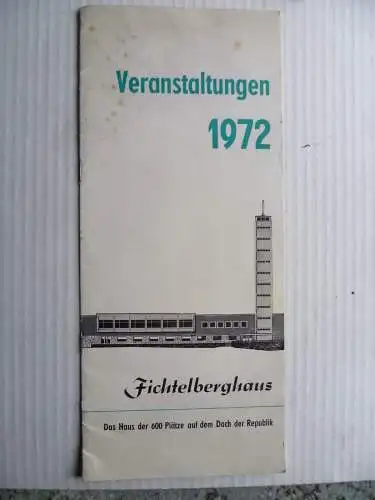 Veranstaltungen
1972
Fichtelberghaus
Das Haus der 600 Plätze auf dem Dach der Republik